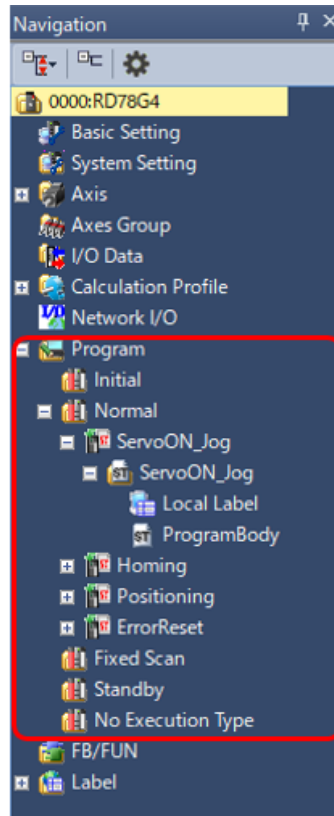 Navigation
0000:RD78G4
Basic Setting
System Setting
Axis
Axes Group
I/O Data
Calculation Profile
Network I/O
Program
Initial
Normal
ServoON_Jog
ServoON_Jog
Local Label
ProgramBody
Homing
Positioning
ErrorReset
Fixed Scan
Standby
No Execution Type
FB/FUN
Label